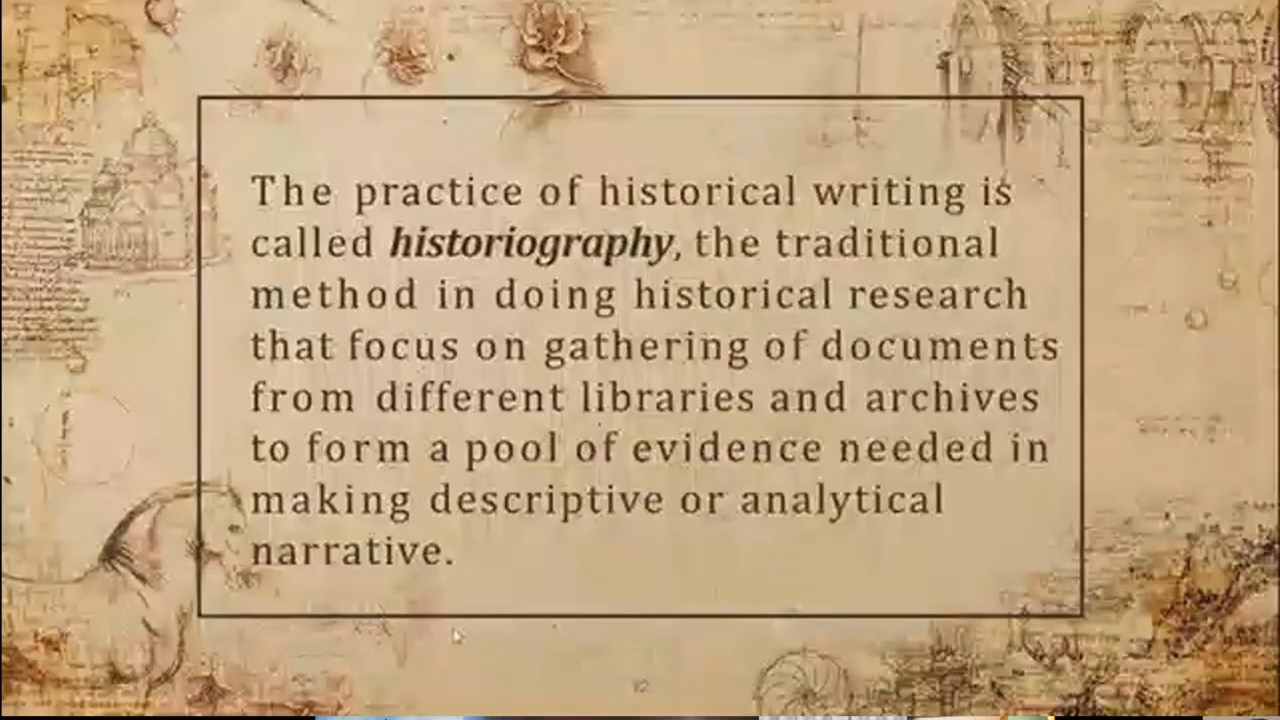 The practice of historical writing is
called historiography, the traditional
method in doing historical research
that focus on gathering of documents
from different libraries and archives
to form a pool of evidence needed in
making descriptive or analytical
narrative.